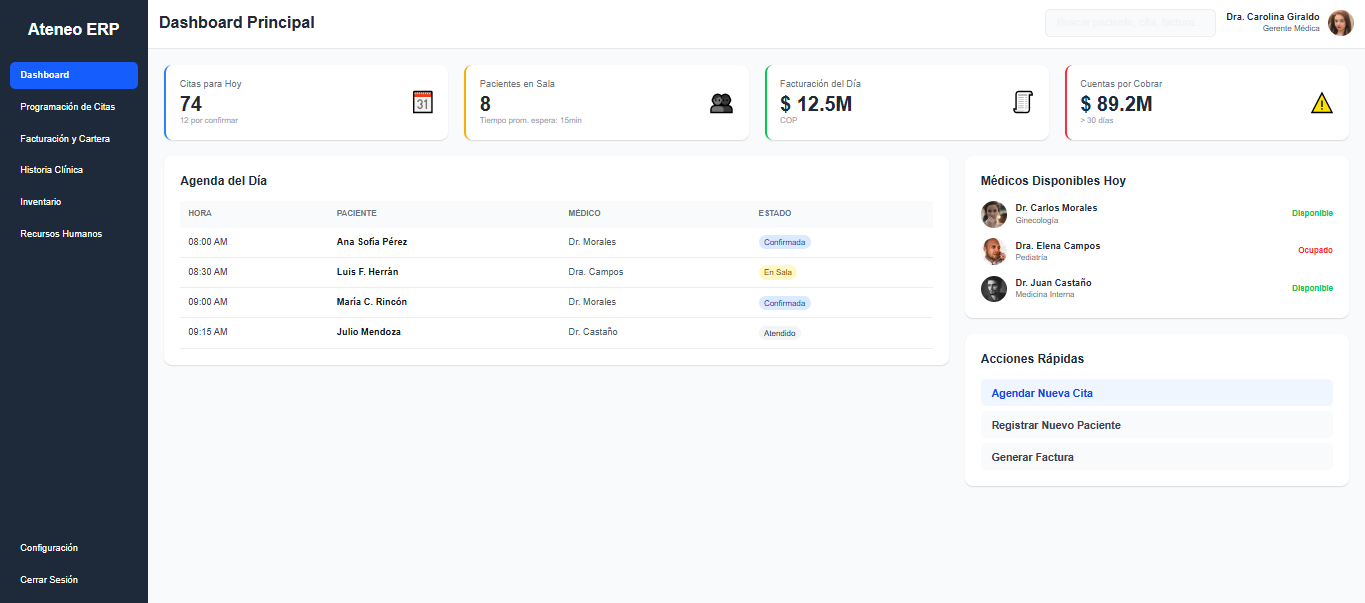 Ateneo ERP
Dashboard
Programación de Citas
Facturación y Cartera
Historia Clínica
Inventario
Recursos Humanos
Configuración
Cerrar Sesión
Dashboard Principal
Buscar paciente, cita, factura...
Dra. Carolina Giraldo
Gerente Médica
Citas para Hoy
74
12 por confirmar
31
Pacientes en Sala
8
Tiempo prom. espera: 15min
Facturación del Día
$ 12.5M
COP
Cuentas por Cobrar
$ 89.2M
> 30 días
Agenda del Día
HORA PACIENTE MÉDICO ESTADO
08:00 AM Ana Sofía Pérez Dr. Morales Confirmada
08:30 AM Luis F. Herrán Dra. Campos En Sala
09:00 AM Maria C. Rincón Dr. Morales Confirmada
09:15 AM Julio Mendoza Dr. Castaño Atendido
Médicos Disponibles Hoy
Dr. Carlos Morales
Ginecología
Disponible
Dra. Elena Campos
Pediatría
Ocupado
Dr. Juan Castaño
Medicina Interna
Disponible
Acciones Rápidas
Agendar Nueva Cita
Registrar Nuevo Paciente
Generar Factura